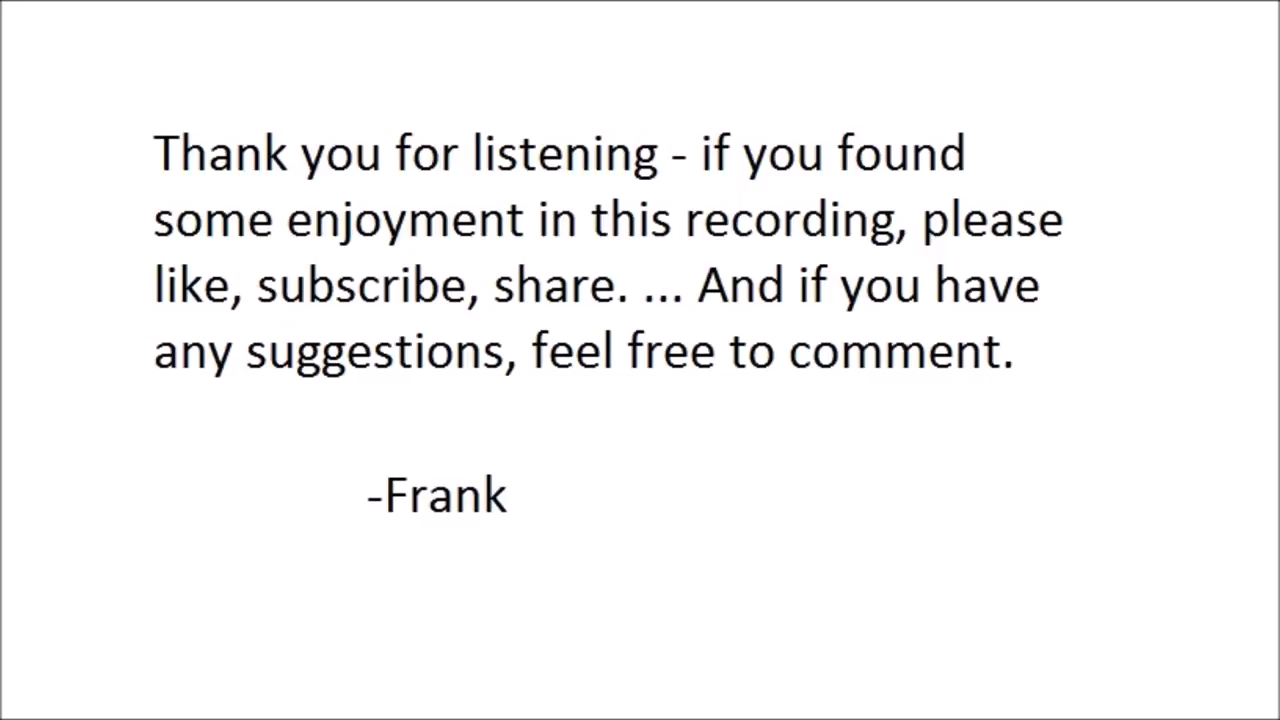 Thank you for listening - if you found
some enjoyment in this recording, please
like, subscribe, share. ... And if you have
any suggestions, feel free to comment.
-Frank